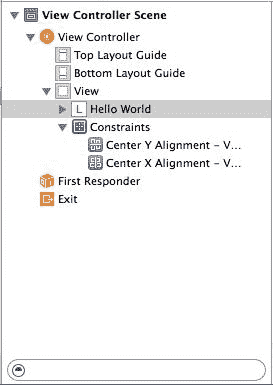 View Controller Scene
View Controller
Top Layout Guide
Bottom Layout Guide
View
L Hello World
Constraints
Center Y Alignment – V...
Center X Alignment – V...
First Responder
Exit